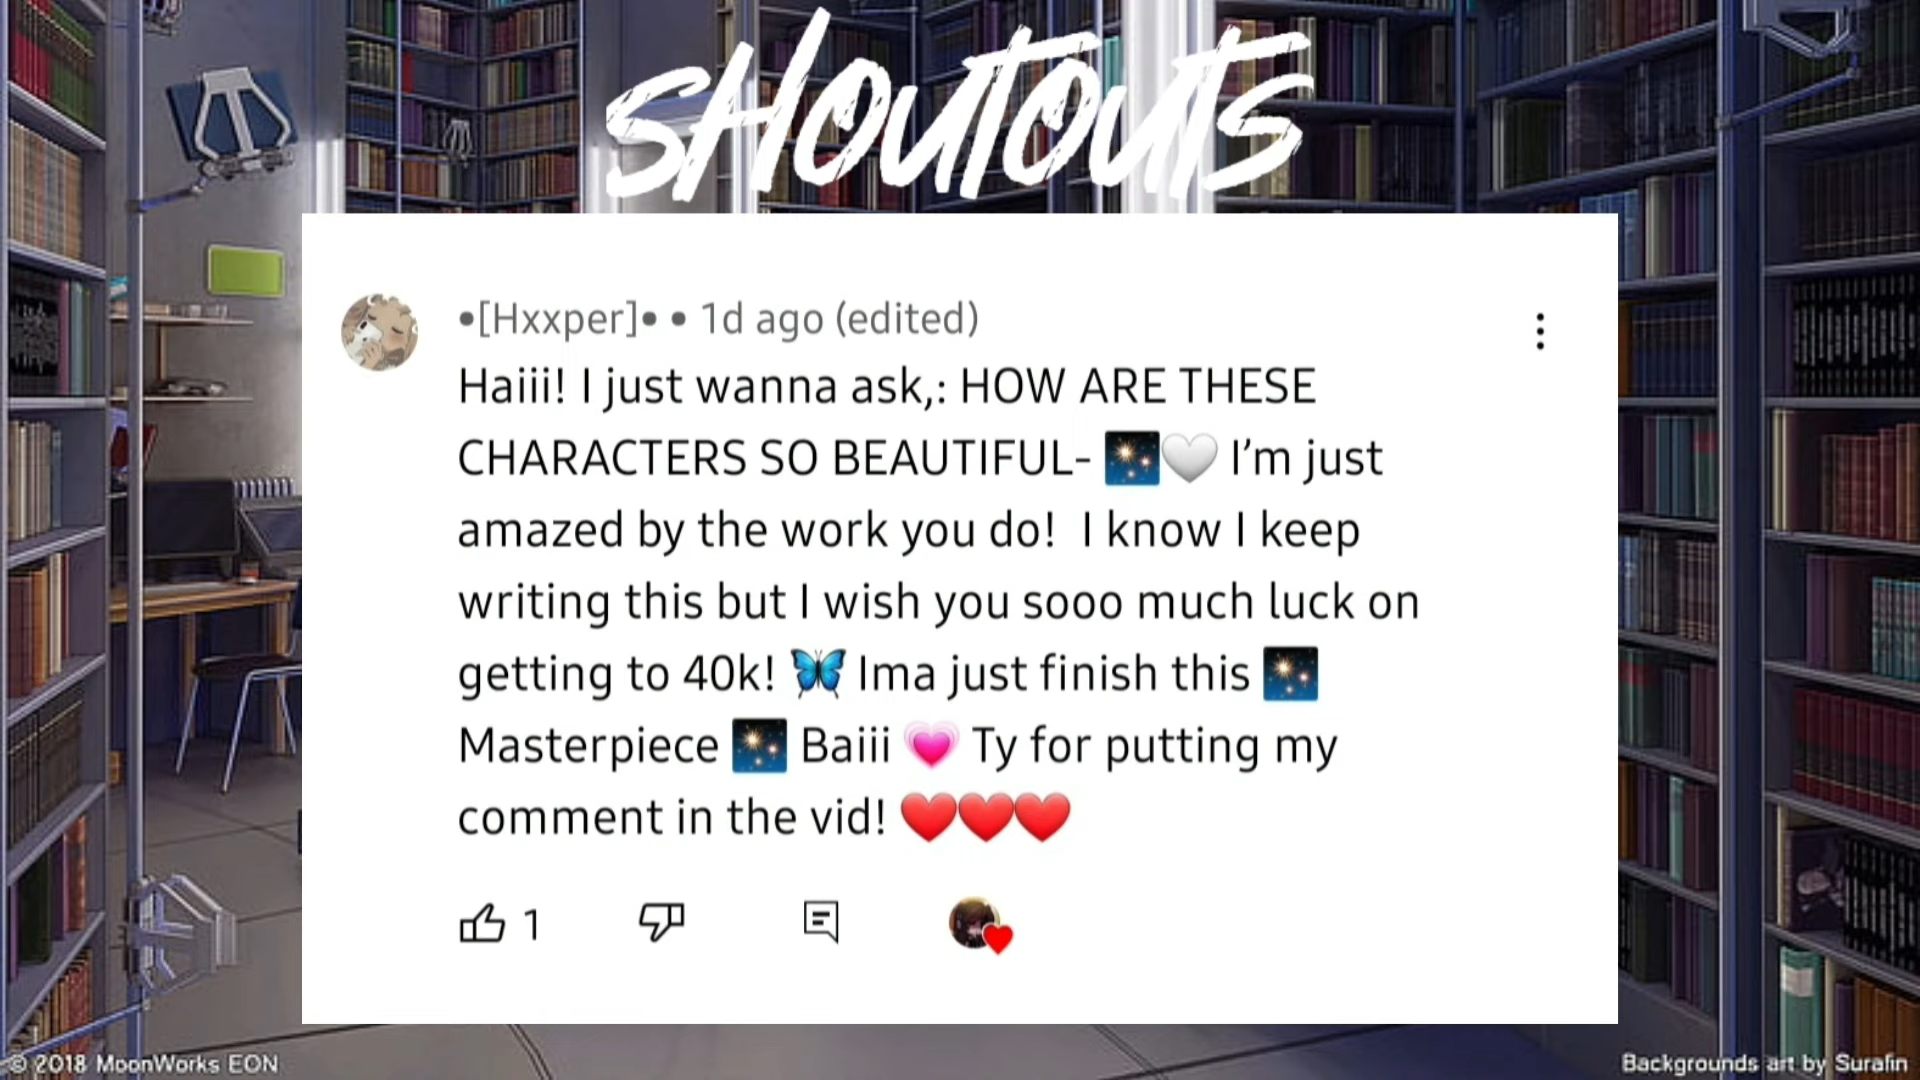 SHOUTOUTS
•[Hxxper]• • 1d ago (edited)
Haiii! I just wanna ask,: HOW ARE THESE
CHARACTERS SO BEAUTIFUL- 🎇🤍 I’m just
amazed by the work you do!  I know I keep
writing this but I wish you sooo much luck on
getting to 40k! 🦋 Ima just finish this 🎇
Masterpiece 🎇 Baiii 💗 Ty for putting my
comment in the vid! ❤️❤️❤️
1
© 2018 MoonWorks EON
Backgrounds art by Surafin